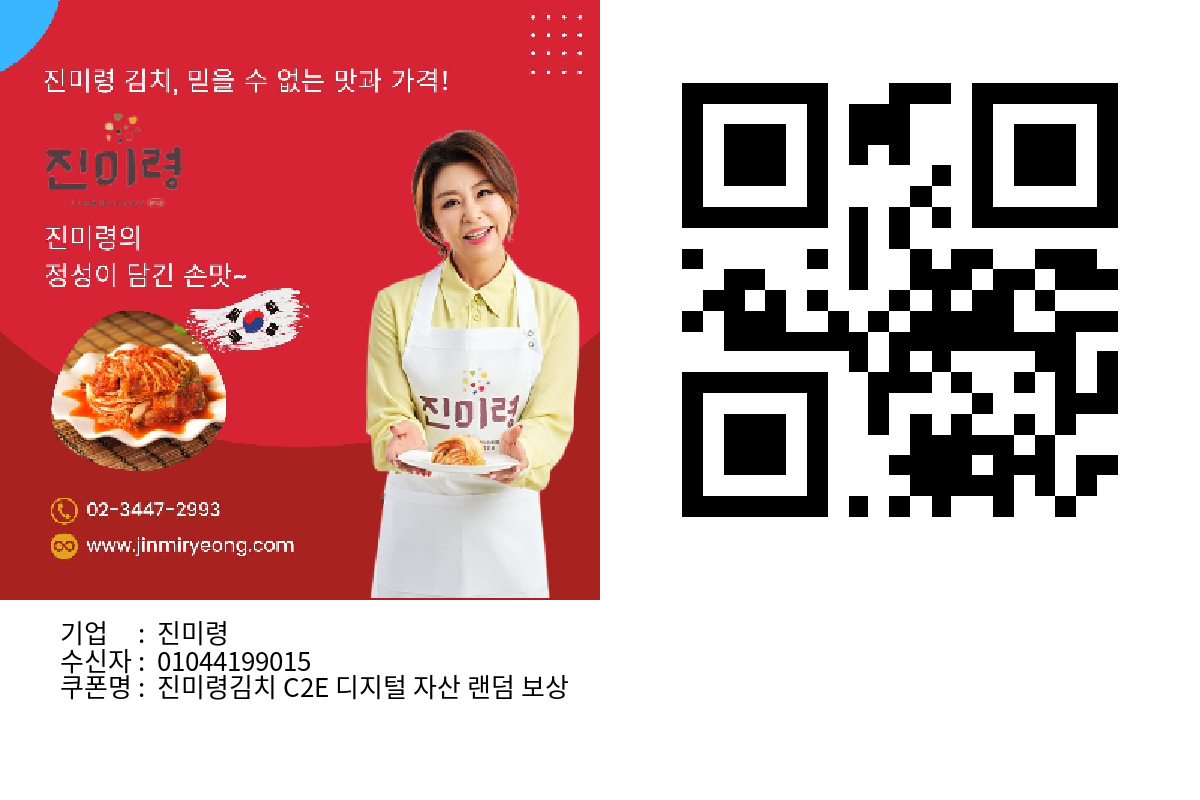 진미령 김치, 믿을 수 없는 맛과 가격!
진미령
진미령의
정성이 담긴 손맛~
진미령
02-3447-2993
www.jinmiryeong.com
기업 : 진미령
수신자 : 01044199015
쿠폰명 : 진미령김치 C2E 디지털 자산 랜덤 보상